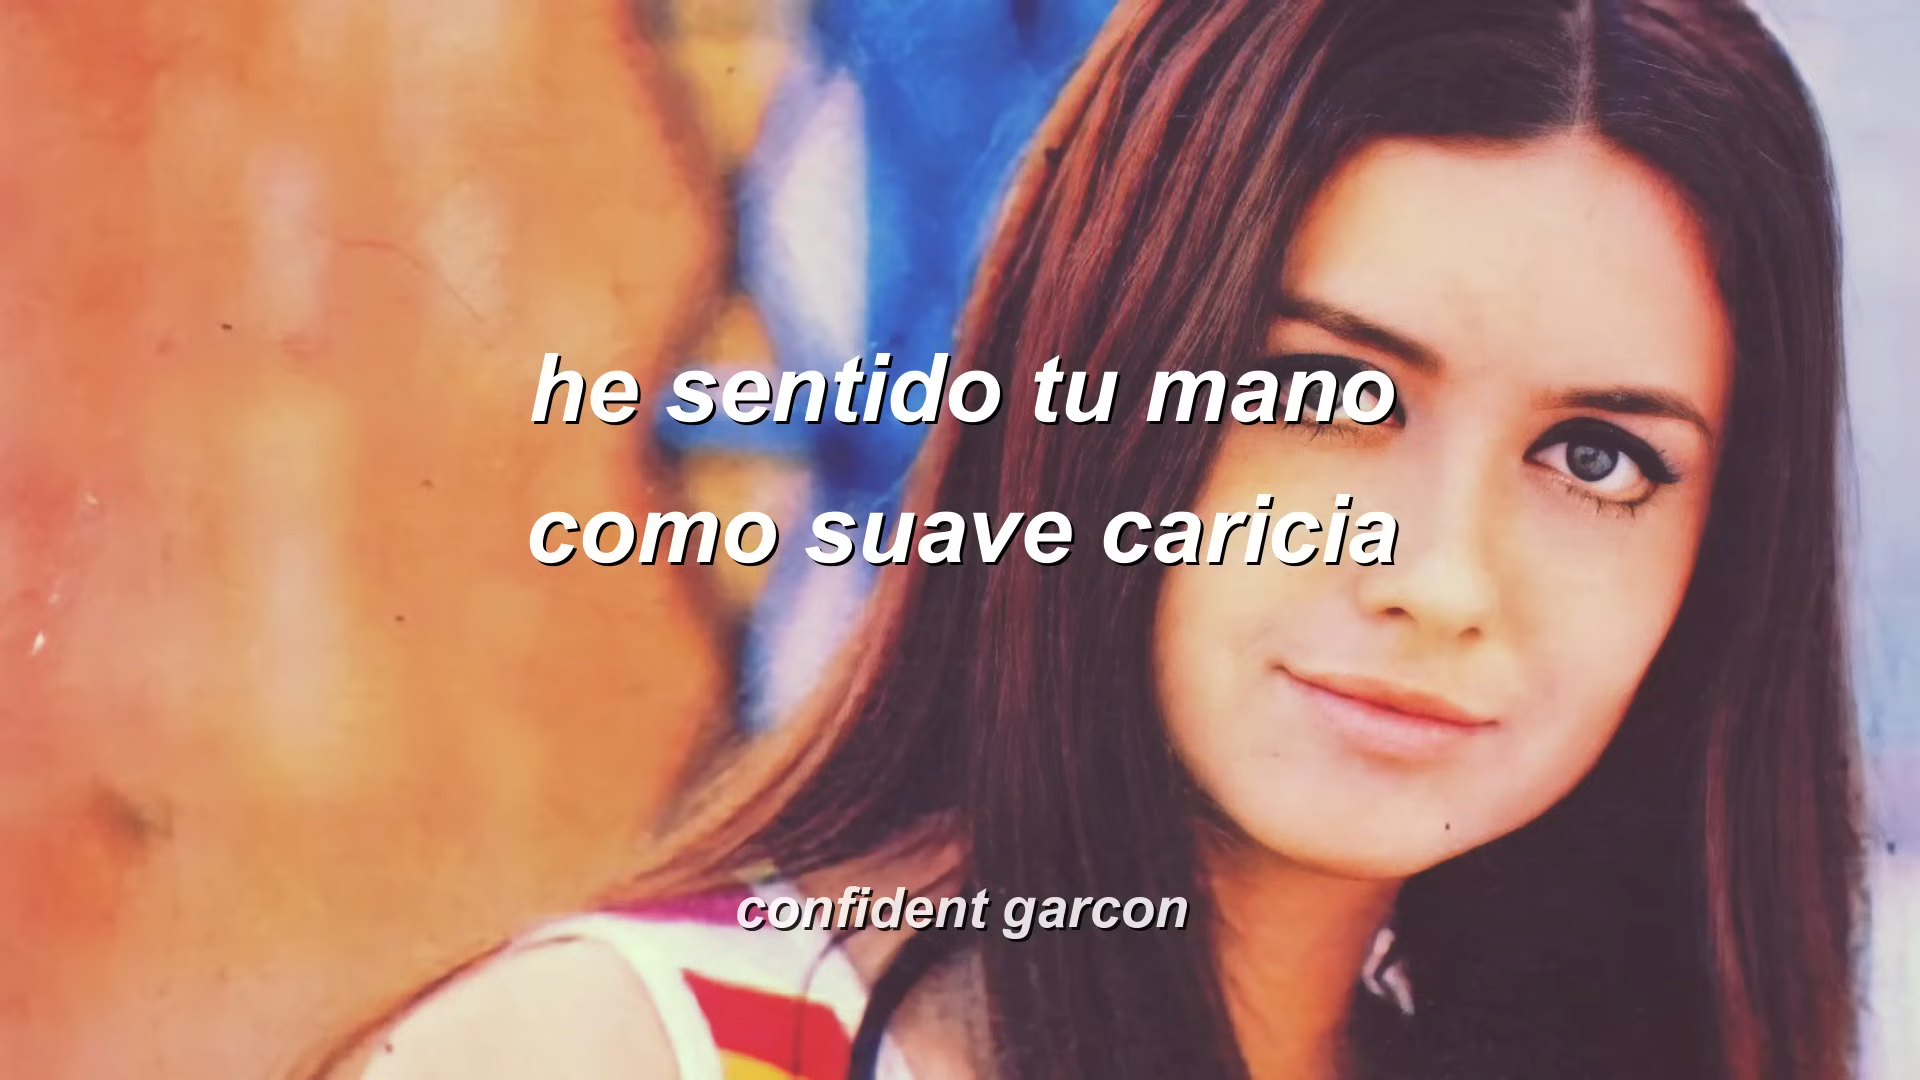 he sentido tu mano
como suave caricia
confident garcon